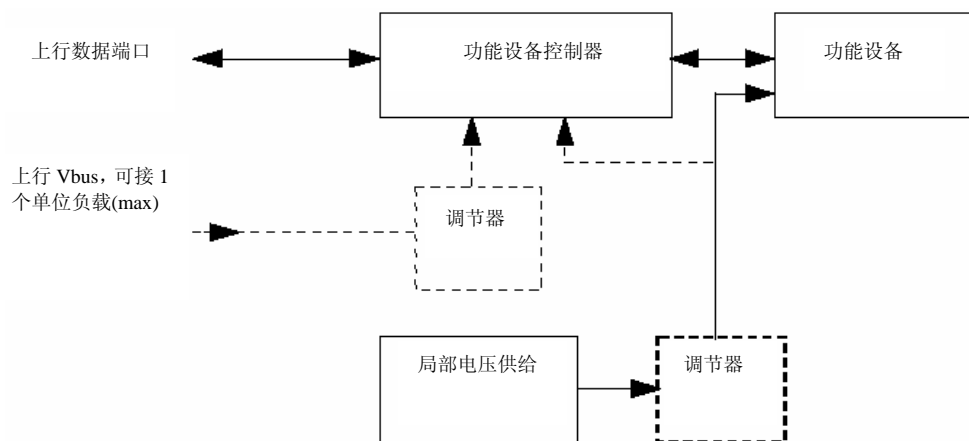 上行数据端口
功能设备控制器
功能设备
上行 Vbus，可接 1
个单位负载(max)
调节器
局部电压供给
调节器